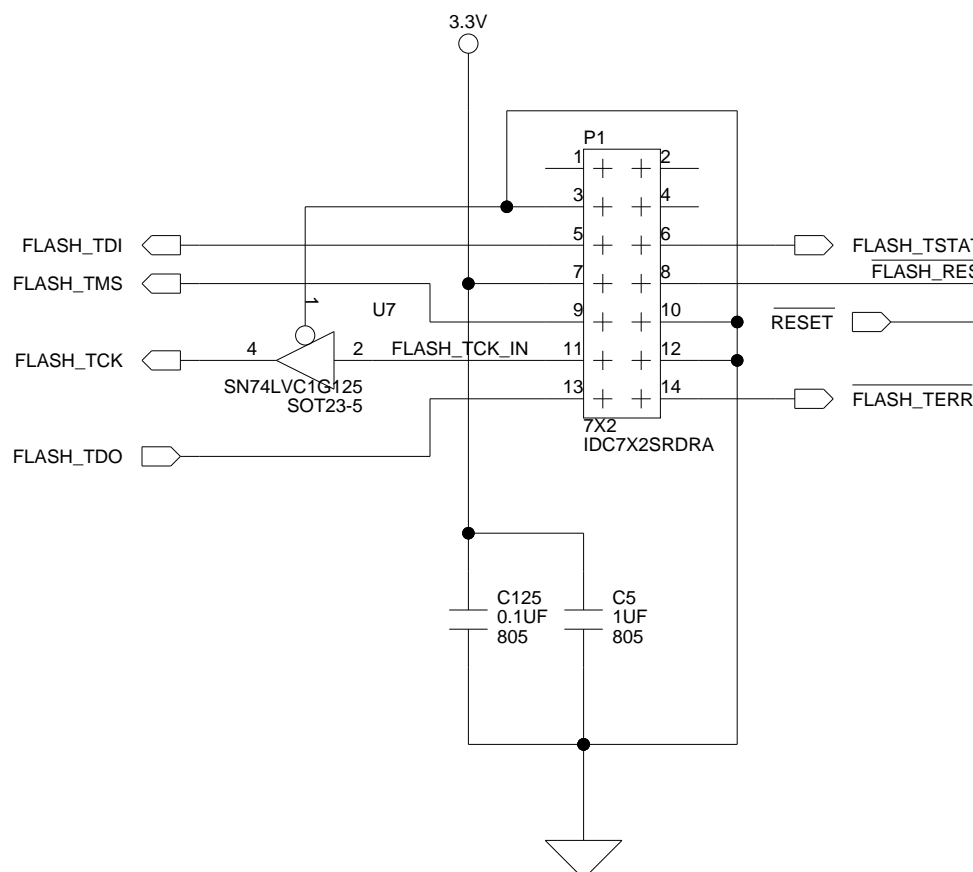 3.3V
P1
1 2
3 4
FLASH_TDI 5 6 FLASH_TSTAT
FLASH_TMS 7 8 FLASH_RES
1 U7 9 10 RESET
FLASH_TCK 4 2 FLASH_TCK_IN 11 12
SN74LVC1G125
SOT23-5
13 14 FLASH_TERR
7X2
IDC7X2SRDRA
FLASH_TDO
C125
0.1UF
805
C5
1UF
805